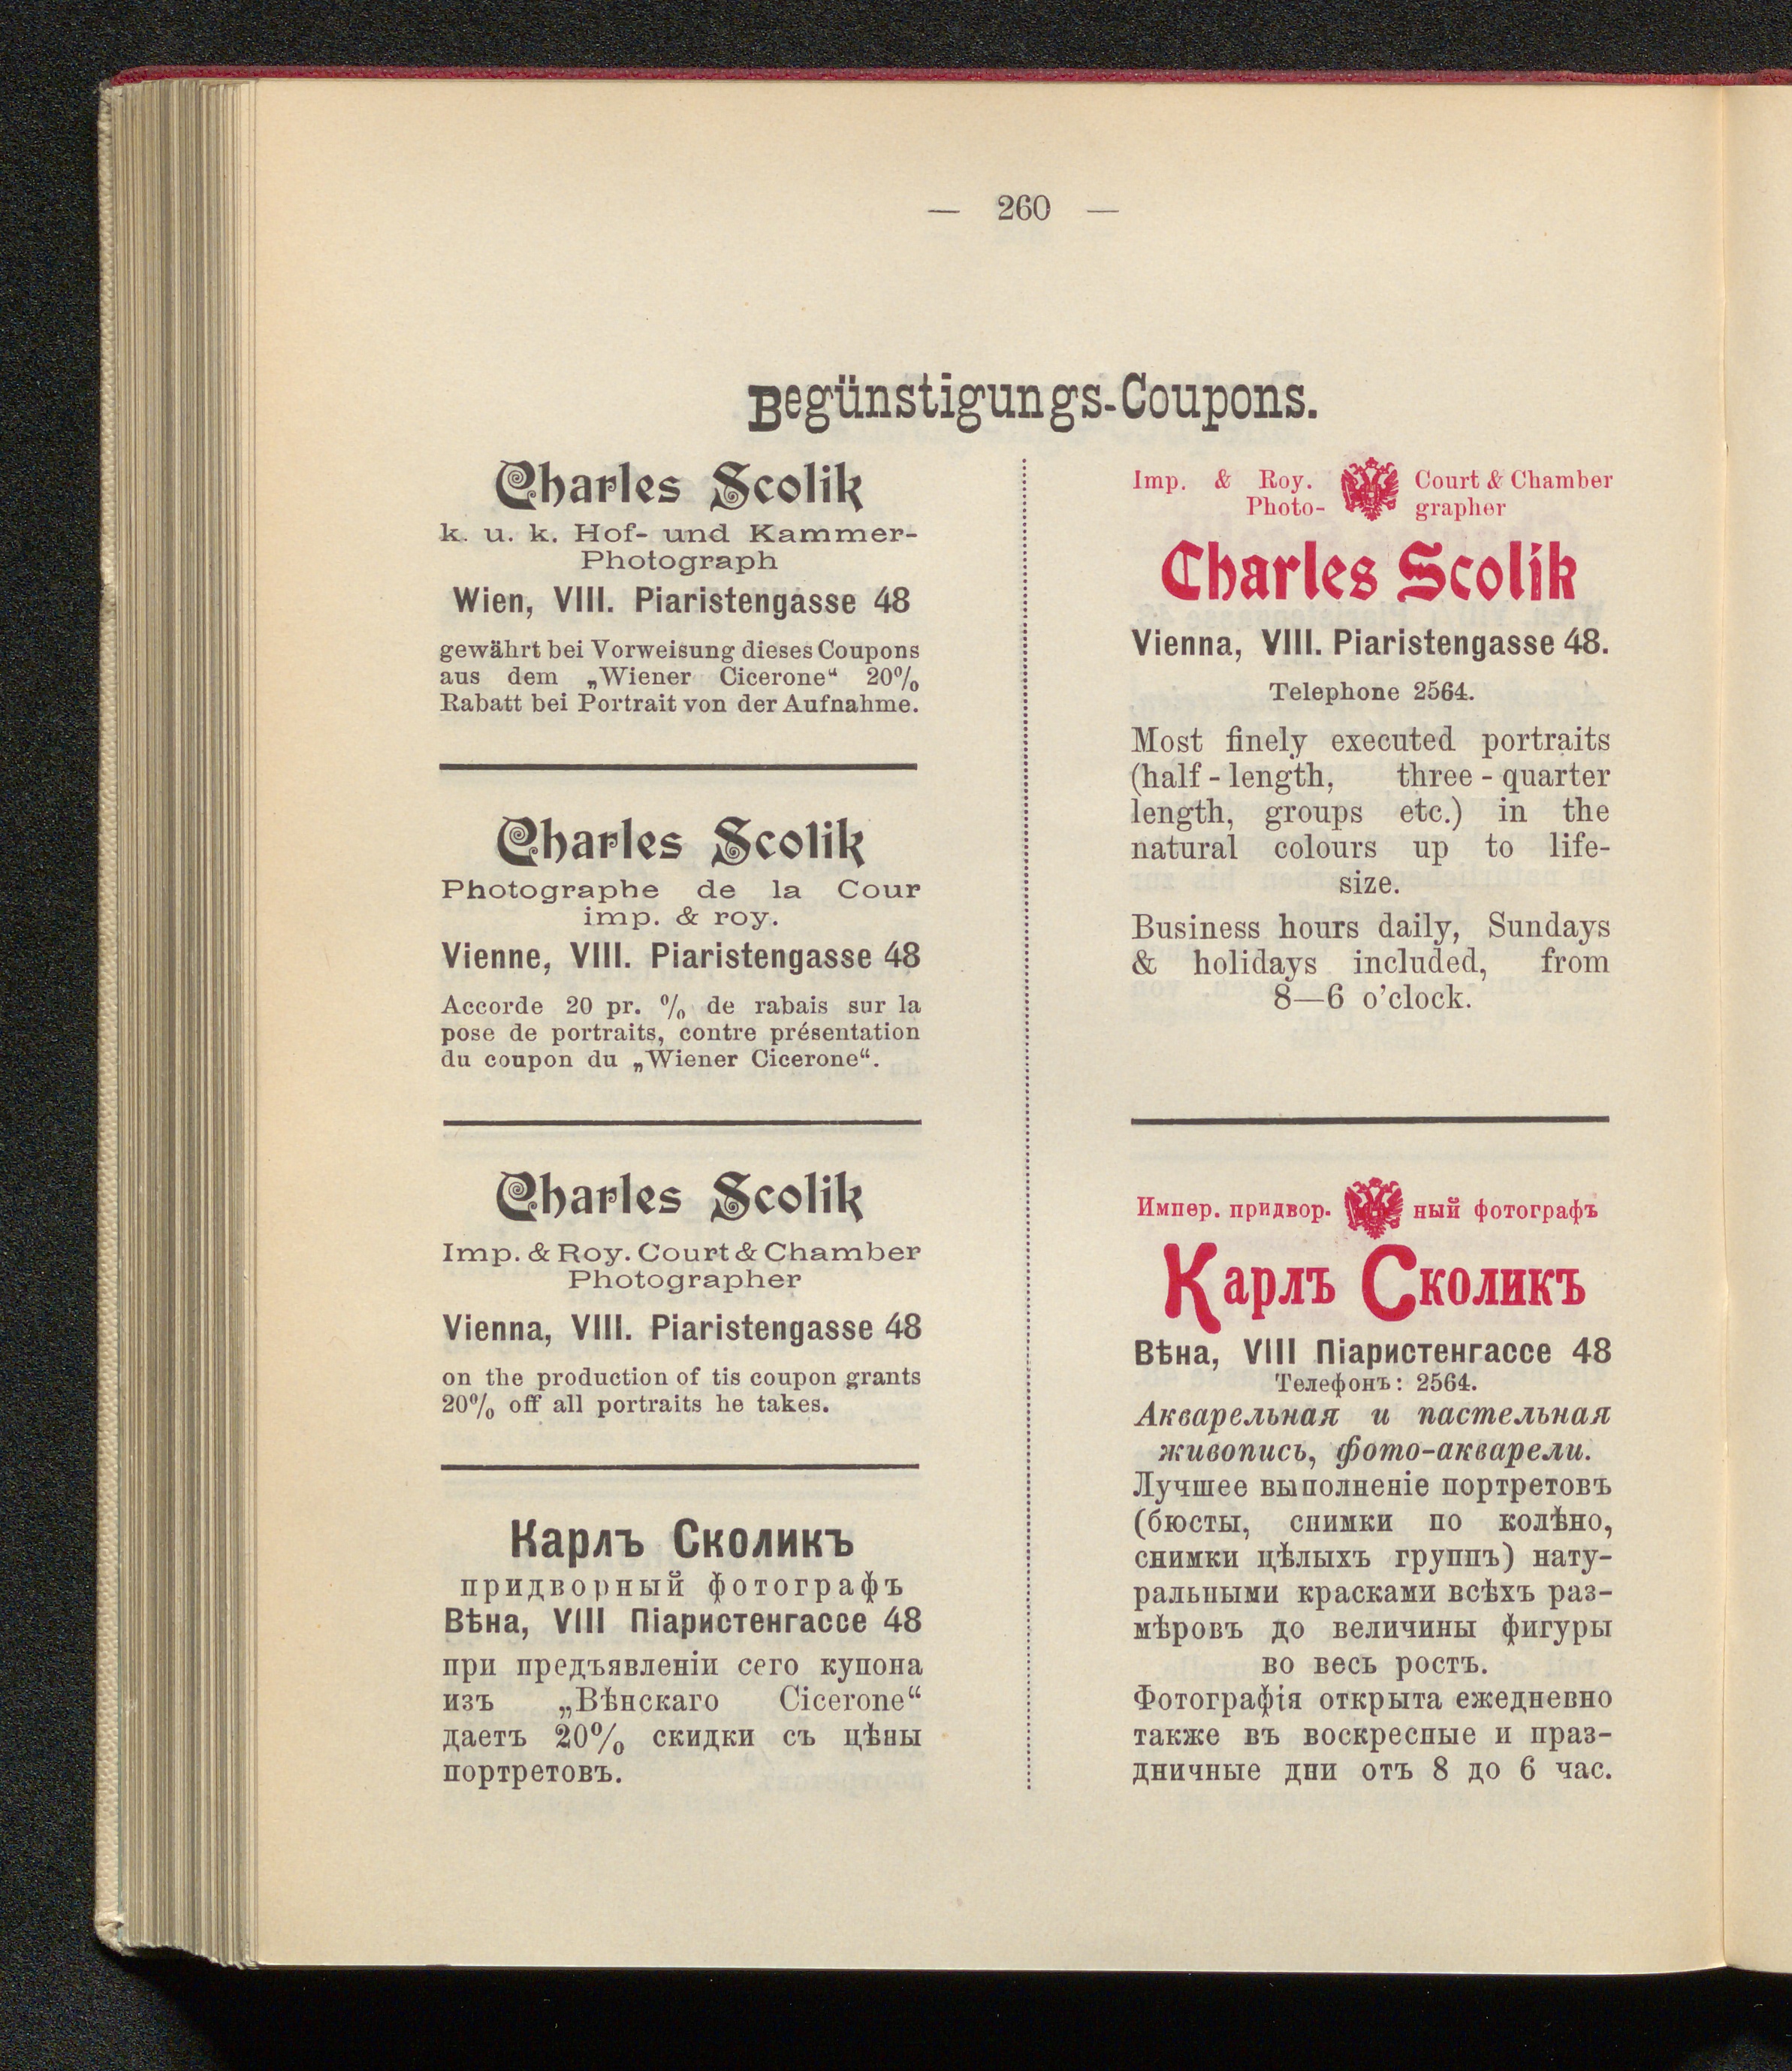 — 260 —
Begünstigungs-Coupons.
Charles Scolik
k. u. k. Hof- und Kammer-
Photograph
Wien, VIII. Piaristengasse 48
gewährt bei Vorweisung dieses Coupons
aus dem „Wiener Cicerone“ 20%
Rabatt bei Portrait von der Aufnahme.
Charles Scolik
Photographe de la Cour
imp. & roy.
Vienne, VIII. Piaristengasse 48
Accorde 20 pr. % de rabais sur la
pose de portraits, contre présentation
du coupon du „Wiener Cicerone“.
Charles Scolik
Imp. & Roy. Court & Chamber
Photographer
Vienna, VIII. Piaristengasse 48
on the production of tis coupon grants
20% off all portraits he takes.
Карлъ Сколикъ
придворный фотографъ
Вѣна, VIII Піаристенгассе 48
при предъявленіи сего купона
изъ „Вѣнскаго Cicerone“
даетъ 20% скидки съ цѣны
портретовъ.
Imp. & Roy. Court & Chamber
Photo- grapher
Charles Scolik
Vienna, VIII. Piaristengasse 48.
Telephone 2564.
Most finely executed portraits
(half - length, three - quarter
length, groups etc.) in the
natural colours up to life-
size.
Business hours daily, Sundays
& holidays included, from
8—6 o’clock.
Импер. придвор. ный фотографъ
Карлъ Сколикъ
Вѣна, VIII Піаристенгассе 48
Телефонъ: 2564.
Акварельная и пастельная
живопись, фото-акварели.
Лучшее выполненіе портретовъ
(бюсты, снимки по колѣно,
снимки цѣлыхъ группъ) нату-
ральными красками всѣхъ раз-
мѣровъ до величины фигуры
во весь ростъ.
Фотографія открыта ежедневно
также въ воскресные и праз-
дничные дни отъ 8 до 6 час.